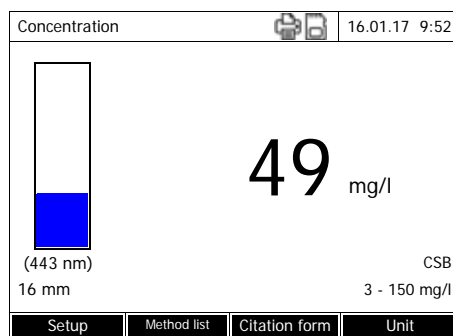 Concentration
16.01.17 9:52
49 mg/l
(443 nm)
CSB
16 mm
3 - 150 mg/l
Setup
Method list
Citation form
Unit